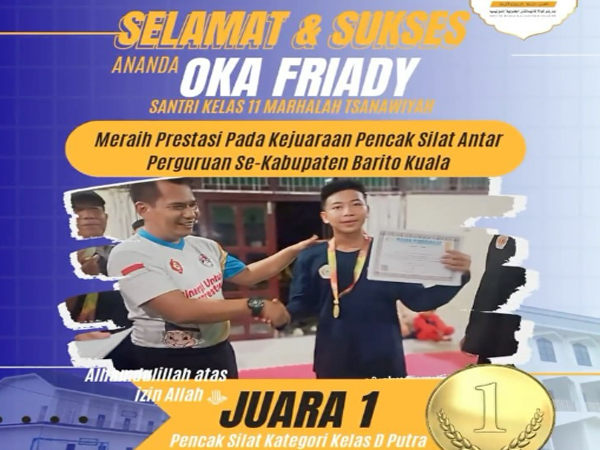 SELAMAT & SUKSES
ANANDA OKA FRIADY
SANTRI KELAS 11 MARHALAH TSANAWIYAH
Meraih Prestasi Pada Kejuaraan Pencak Silat Antar
Perguruan Se-Kabupaten Barito Kuala
Alhamdulillah atas
Izin Allah
JUARA 1
1
Pencak Silat Kategori Kelas D Putra